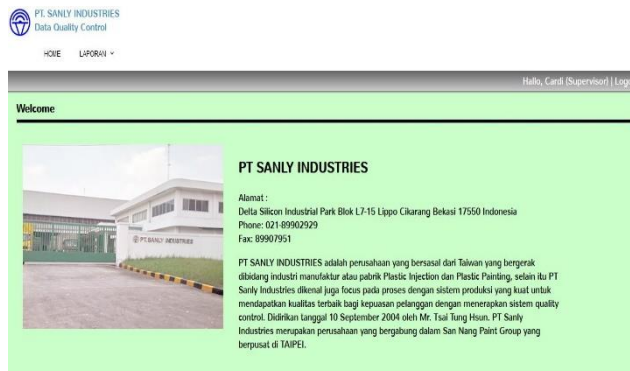 PT. SANLY INDUSTRIES
Data Quality Control
HOME LAPORAN
Hallo, Cardi (Supervisor) | Logo
Welcome
PT. SANLY INDUSTRIES
PT SANLY INDUSTRIES
Alamat :
Delta Silicon Industrial Park Blok L7-15 Lippo Cikarang Bekasi 17550 Indonesia
Phone: 021-89902929
Fax: 89907951
PT SANLY INDUSTRIES adalah perusahaan yang bersasal dari Taiwan yang bergerak
dibidang industri manufaktur atau pabrik Plastic Injection dan Plastic Painting, selain itu PT
Sanly Industries dikenal juga focus pada proses dengan sistem produksi yang kuat untuk
mendapatkan kualitas terbaik bagi kepuasan pelanggan dengan menerapkan sistem quality
control. Didirikan tanggal 10 September 2004 oleh Mr. Tsai Tung Hsun. PT Sanly
Industries merupakan perusahaan yang bergabung dalam San Nang Paint Group yang
berpusat di TAIPEI.